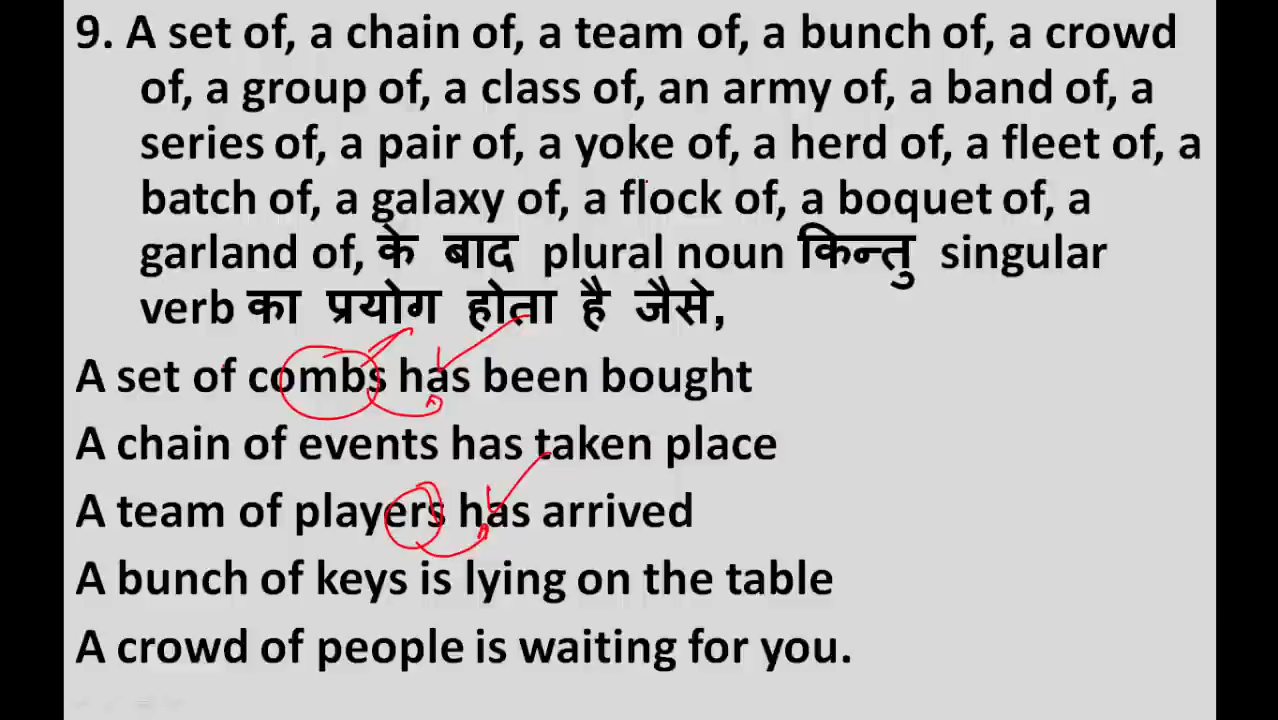 9. A set of, a chain of, a team of, a bunch of, a crowd
of, a group of, a class of, an army of, a band of, a
series of, a pair of, a yoke of, a herd of, a fleet of, a
batch of, a galaxy of, a flock of, a boquet of, a
garland of, के बाद plural noun किन्तु singular
verb का प्रयोग होता है जैसे,
A set of combs has been bought
A chain of events has taken place
A team of players has arrived
A bunch of keys is lying on the table
A crowd of people is waiting for you.